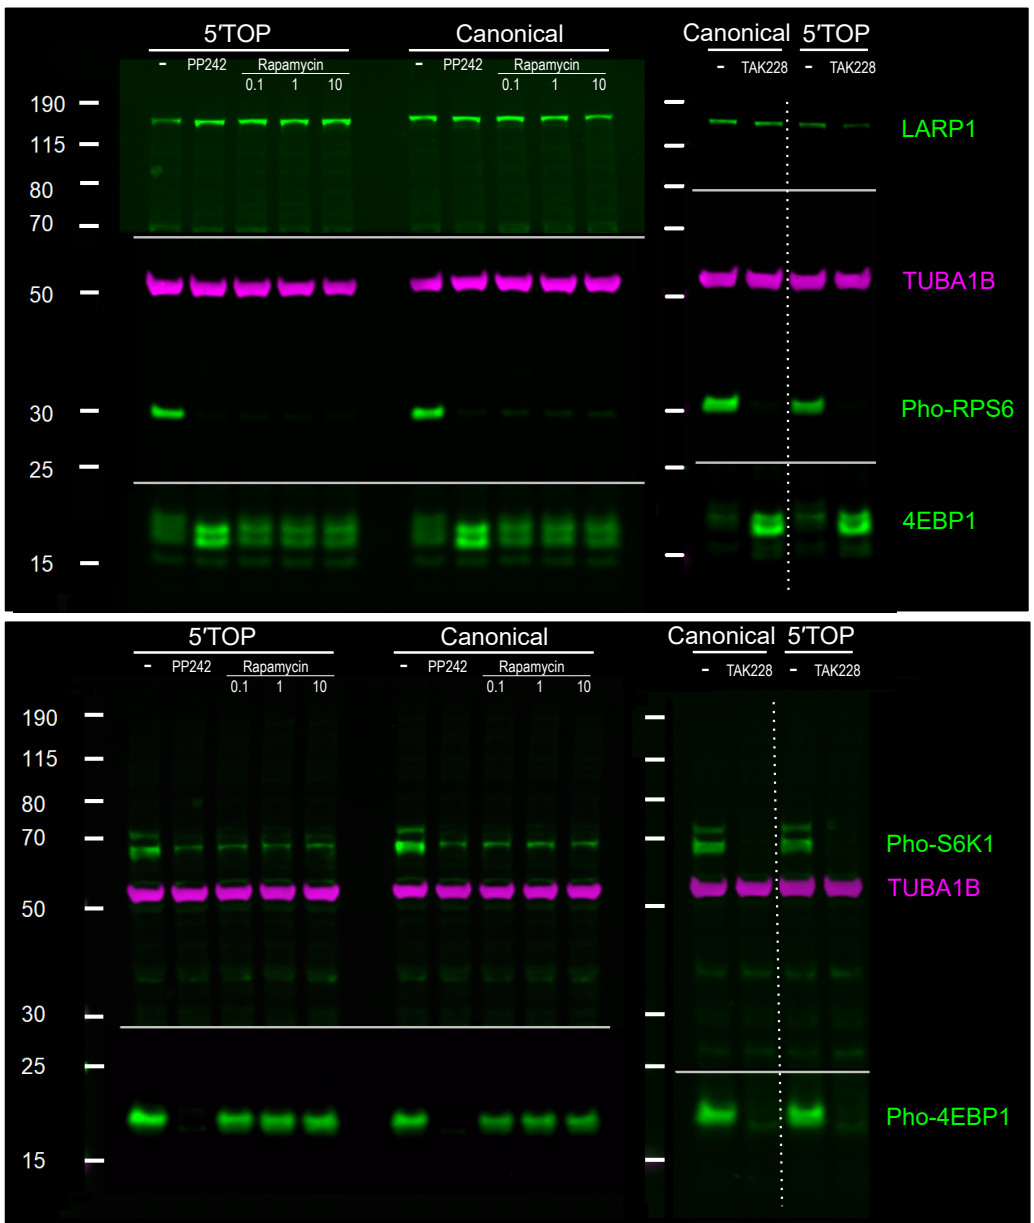 5'TOP Canonical Canonical 5'TOP
- PP242 Rapamycin - PP242 Rapamycin - TAK228 - TAK228
0.1 1 10 0.1 1 10
190
LARP1
115
80
70
TUBA1B
50
30 Pho-RPS6
25
4EBP1
15
5'TOP Canonical Canonical 5'TOP
- PP242 Rapamycin - PP242 Rapamycin - TAK228 - TAK228
0.1 1 10 0.1 1 10
190
115
80
70 Pho-S6K1
TUBA1B
50
30
25
Pho-4EBP1
15